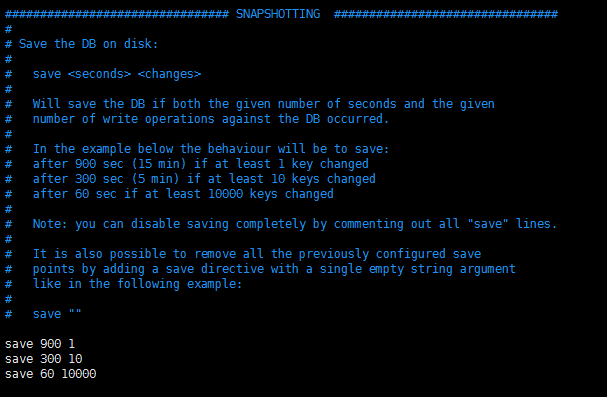 ################################ SNAPSHOTTING  ################################
#
# Save the DB on disk:
#
#   save <seconds> <changes>
#
#   Will save the DB if both the given number of seconds and the given
#   number of write operations against the DB occurred.
#
#   In the example below the behaviour will be to save:
#   after 900 sec (15 min) if at least 1 key changed
#   after 300 sec (5 min) if at least 10 keys changed
#   after 60 sec if at least 10000 keys changed
#
#   Note: you can disable saving completely by commenting out all "save" lines.
#
#   It is also possible to remove all the previously configured save
#   points by adding a save directive with a single empty string argument
#   like in the following example:
#
#   save ""

save 900 1
save 300 10
save 60 10000